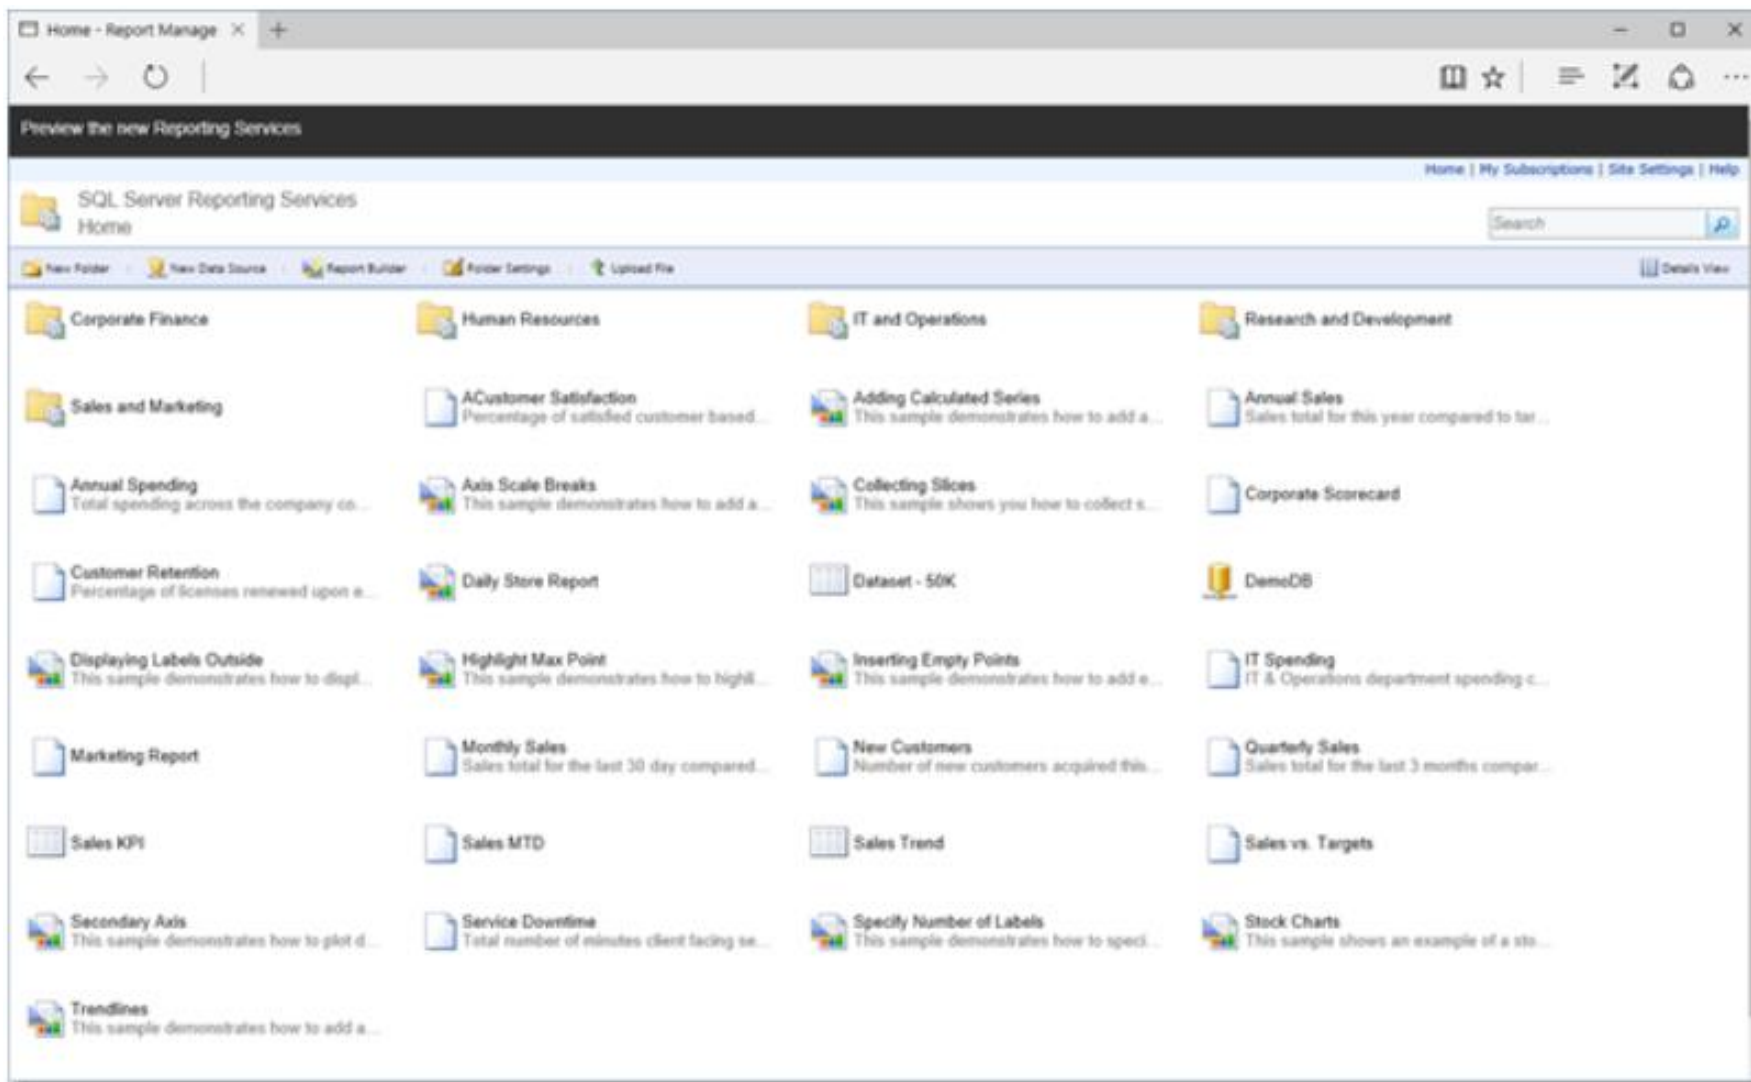 Home - Report Manage
Preview the new Reporting Services
Home | My Subscriptions | Site Settings | Help
SQL Server Reporting Services
Home
Search
New Folder
New Data Source
Report Builder
Folder Settings
Upload File
Details View
Corporate Finance
Human Resources
IT and Operations
Research and Development
Sales and Marketing
ACustomer Satisfaction
Percentage of satisfied customer based...
Adding Calculated Series
This sample demonstrates how to add a...
Annual Sales
Sales total for this year compared to tar...
Annual Spending
Total spending across the company co...
Axis Scale Breaks
This sample demonstrates how to add a...
Collecting Slices
This sample shows you how to collect s...
Corporate Scorecard
Customer Retention
Percentage of licenses renewed upon e...
Daily Store Report
Dataset - 50K
DemoDB
Displaying Labels Outside
This sample demonstrates how to displ...
Highlight Max Point
This sample demonstrates how to highli...
Inserting Empty Points
This sample demonstrates how to add e...
IT Spending
IT & Operations department spending c...
Marketing Report
Monthly Sales
Sales total for the last 30 day compared...
New Customers
Number of new customers acquired this...
Quarterly Sales
Sales total for the last 3 months compar...
Sales KPI
Sales MTD
Sales Trend
Sales vs. Targets
Secondary Axis
This sample demonstrates how to plot d...
Service Downtime
Total number of minutes client facing se...
Specify Number of Labels
This sample demonstrates how to speci...
Stock Charts
This sample shows an example of a sto...
Trendlines
This sample demonstrates how to add a...